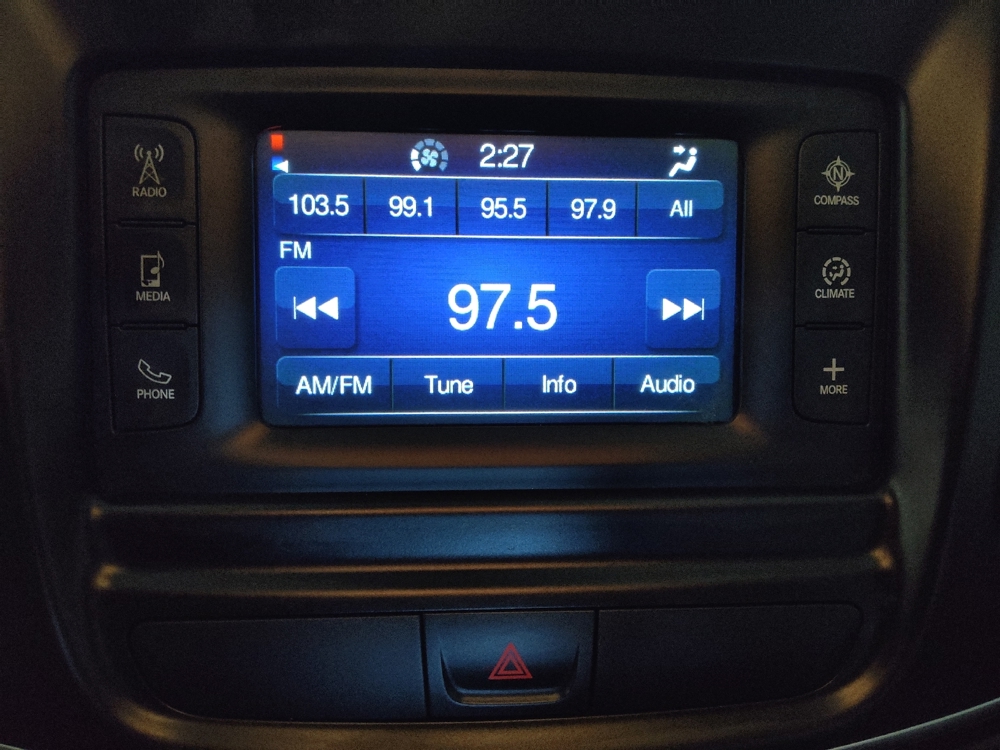 2:27
103.5 99.1 95.5 97.9 All
FM
97.5
AM/FM Tune Info Audio
RADIO
MEDIA
PHONE
N
COMPASS
CLIMATE
MORE